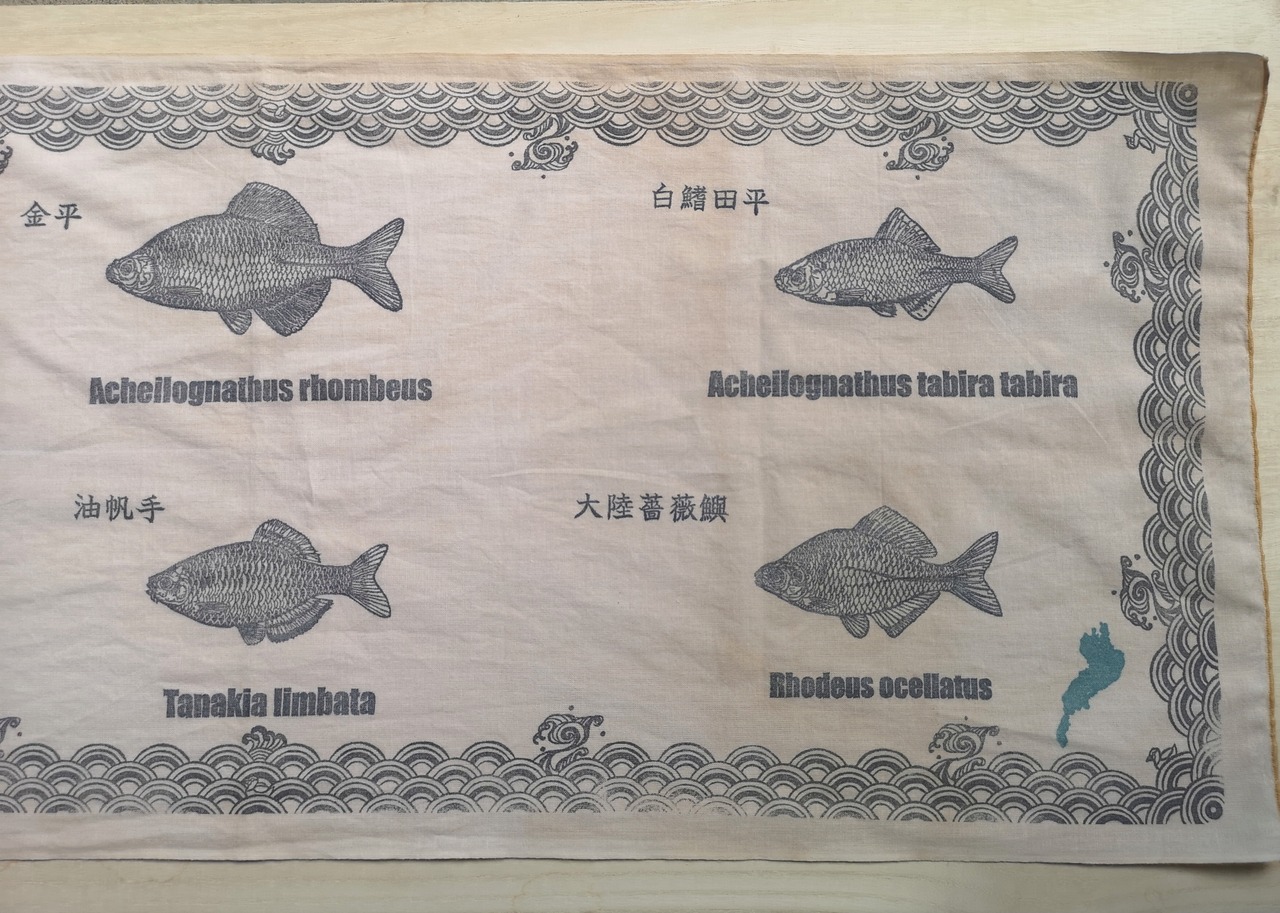 金平
白鰭田平
Acheilognathus rhombeus
Acheilognathus tabira tabira
油帆手
大陸薔薇鱮
Tanakia limbata
Rhodeus ocellatus